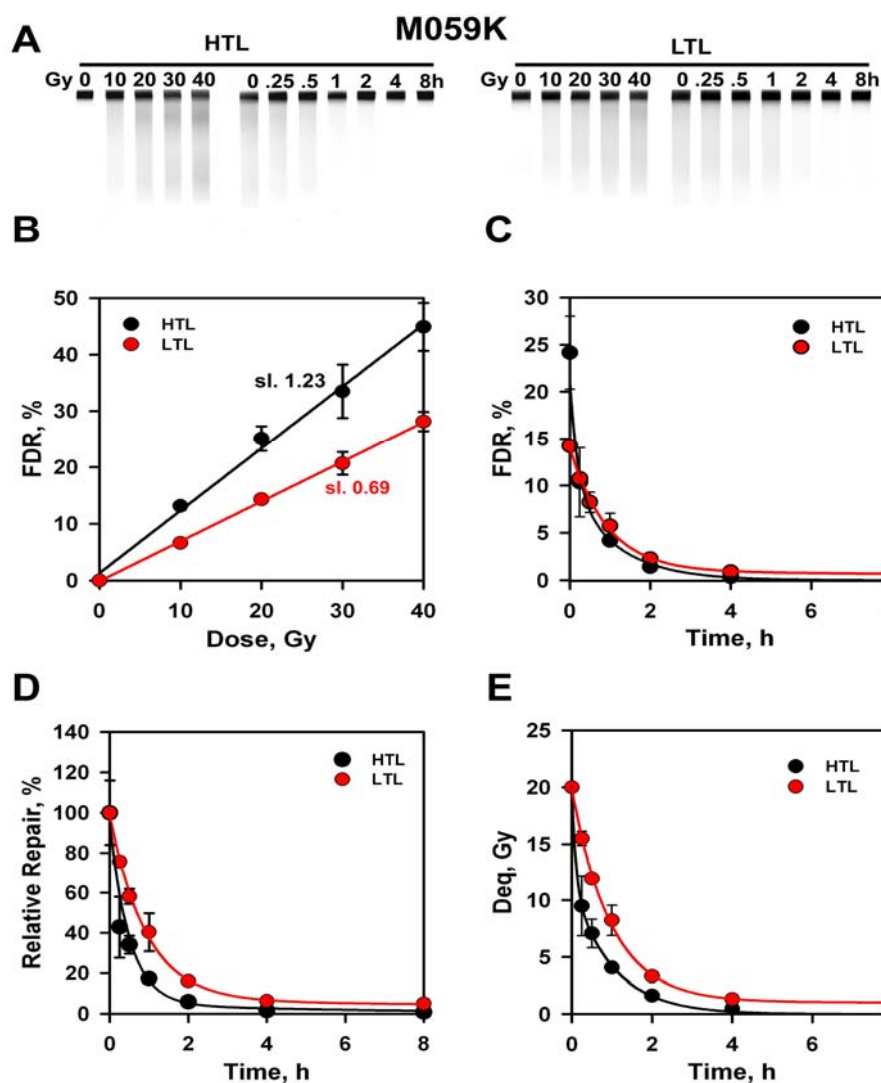 M059K
A
HTL
LTL
Gy 0 10 20 30 40 0 .25 .5 1 2 4 8h
Gy 0 10 20 30 40 0 .25 .5 1 2 4 8h
B
50
40
30
20
10
0
FDR, %
HTL
LTL
sl. 1.23
sl. 0.69
0 10 20 30 40
Dose, Gy
C
30
25
20
15
10
5
0
FDR, %
HTL
LTL
0 2 4 6
Time, h
D
140
120
100
80
60
40
20
0
Relative Repair, %
HTL
LTL
0 2 4 6 8
Time, h
E
25
20
15
10
5
0
Deq, Gy
HTL
LTL
0 2 4 6
Time, h